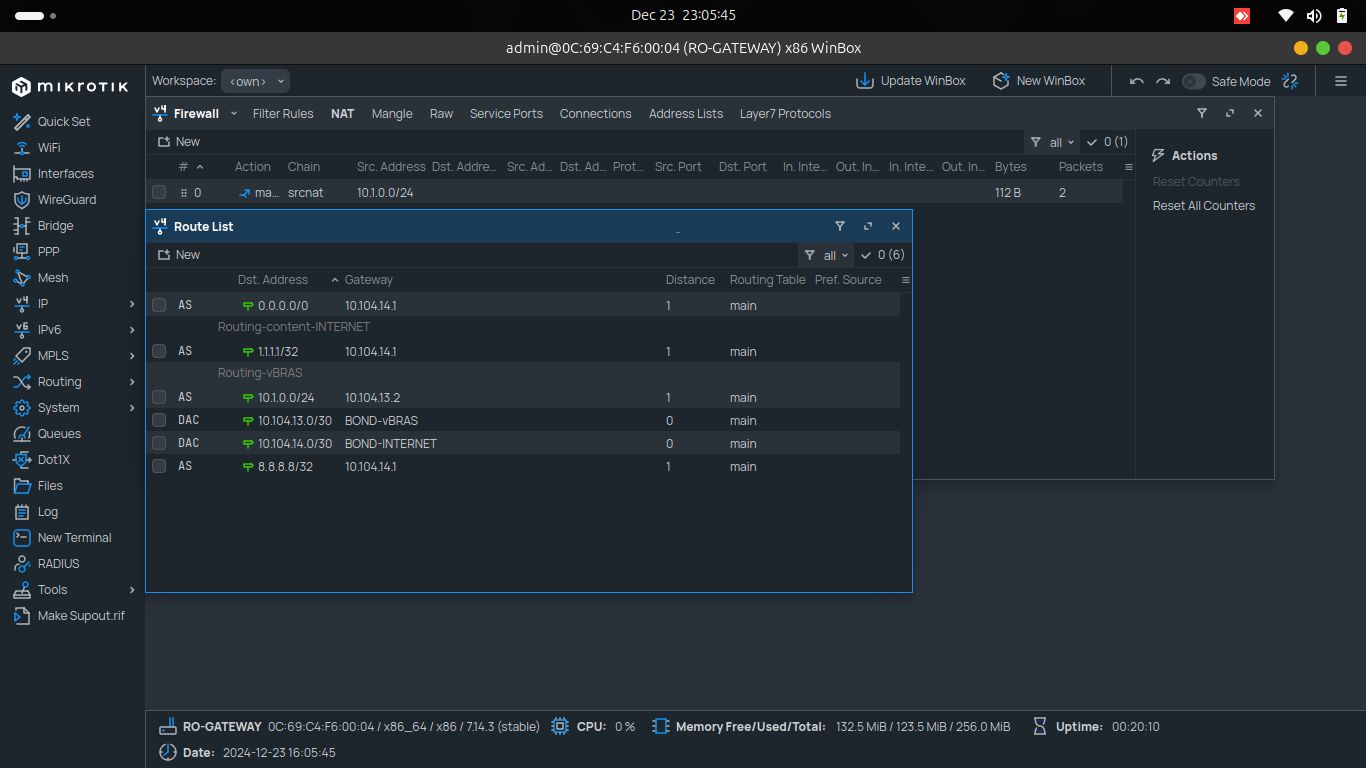 Dec 23 23:05:45
admin@0C:69:C4:F6:00:04 (RO-GATEWAY) x86 WinBox
MIKROTIK
Workspace: <own>
Update WinBox
New WinBox
Safe Mode
Quick Set
WiFi
Interfaces
WireGuard
Bridge
PPP
Mesh
IP
IPv6
MPLS
Routing
System
Queues
Dot1X
Files
Log
New Terminal
RADIUS
Tools
Make Supout.rif
v4 Firewall Filter Rules NAT Mangle Raw Service Ports Connections Address Lists Layer7 Protocols
New all 0 (1)
# Action Chain Src. Address Dst. Addre... Src. Ad... Dst. Ad... Prot... Src. Port Dst. Port In. Inte... Out. In... In. Inte... Out. In... Bytes Packets
0 ma... srcnat 10.1.0.0/24 112 B 2
Actions
Reset Counters
Reset All Counters
v4 Route List
New all 0 (6)
Dst. Address Gateway Distance Routing Table Pref. Source
AS 0.0.0.0/0 10.104.14.1 1 main
Routing-content-INTERNET
AS 1.1.1.1/32 10.104.14.1 1 main
Routing-vBRAS
AS 10.1.0.0/24 10.104.13.2 1 main
DAC 10.104.13.0/30 BOND-vBRAS 0 main
DAC 10.104.14.0/30 BOND-INTERNET 0 main
AS 8.8.8.8/32 10.104.14.1 1 main
RO-GATEWAY 0C:69:C4:F6:00:04 / x86_64 / x86 / 7.14.3 (stable) CPU: 0 % Memory Free/Used/Total: 132.5 MiB / 123.5 MiB / 256.0 MiB Uptime: 00:20:10
Date: 2024-12-23 16:05:45